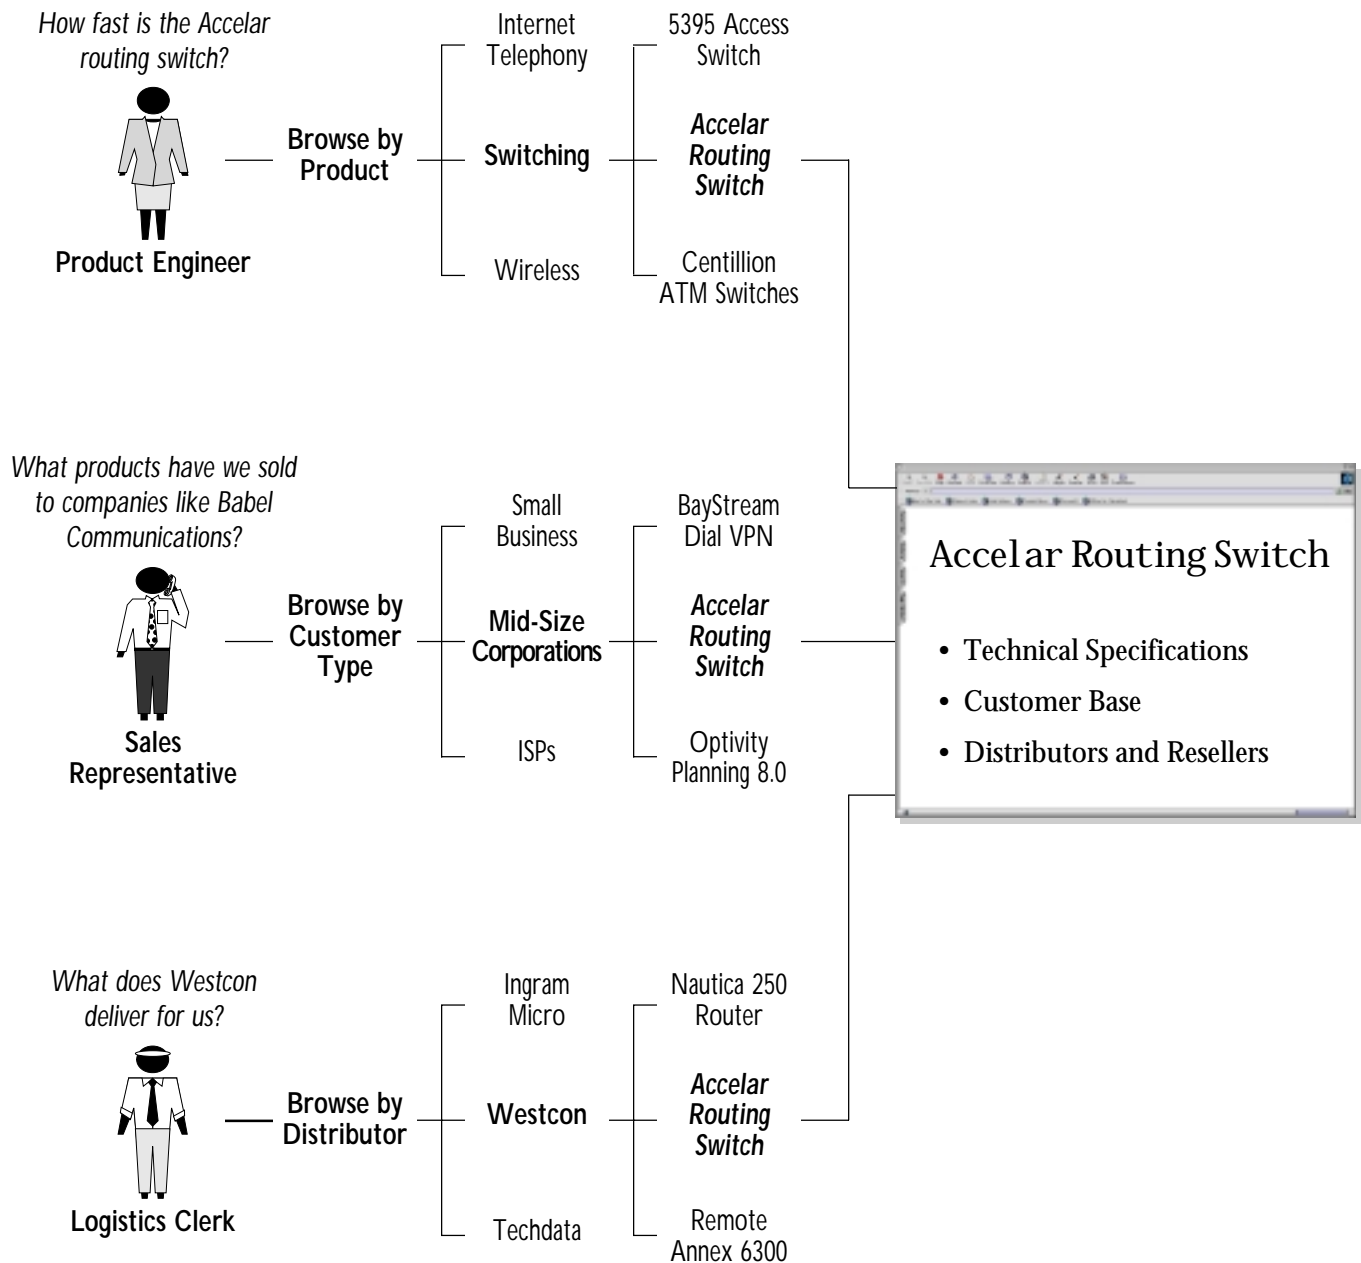 How fast is the Accelar
routing switch?
Product Engineer
Browse by
Product
Internet
Telephony
Switching
Wireless
5395 Access
Switch
Accelar
Routing
Switch
Centillion
ATM Switches
What products have we sold
to companies like Babel
Communications?
Sales
Representative
Browse by
Customer
Type
Small
Business
Mid-Size
Corporations
ISPs
BayStream
Dial VPN
Accelar
Routing
Switch
Optivity
Planning 8.0
What does Westcon
deliver for us?
Logistics Clerk
Browse by
Distributor
Ingram
Micro
Westcon
Techdata
Nautica 250
Router
Accelar
Routing
Switch
Remote
Annex 6300
Accelar Routing Switch
• Technical Specifications
• Customer Base
• Distributors and Resellers